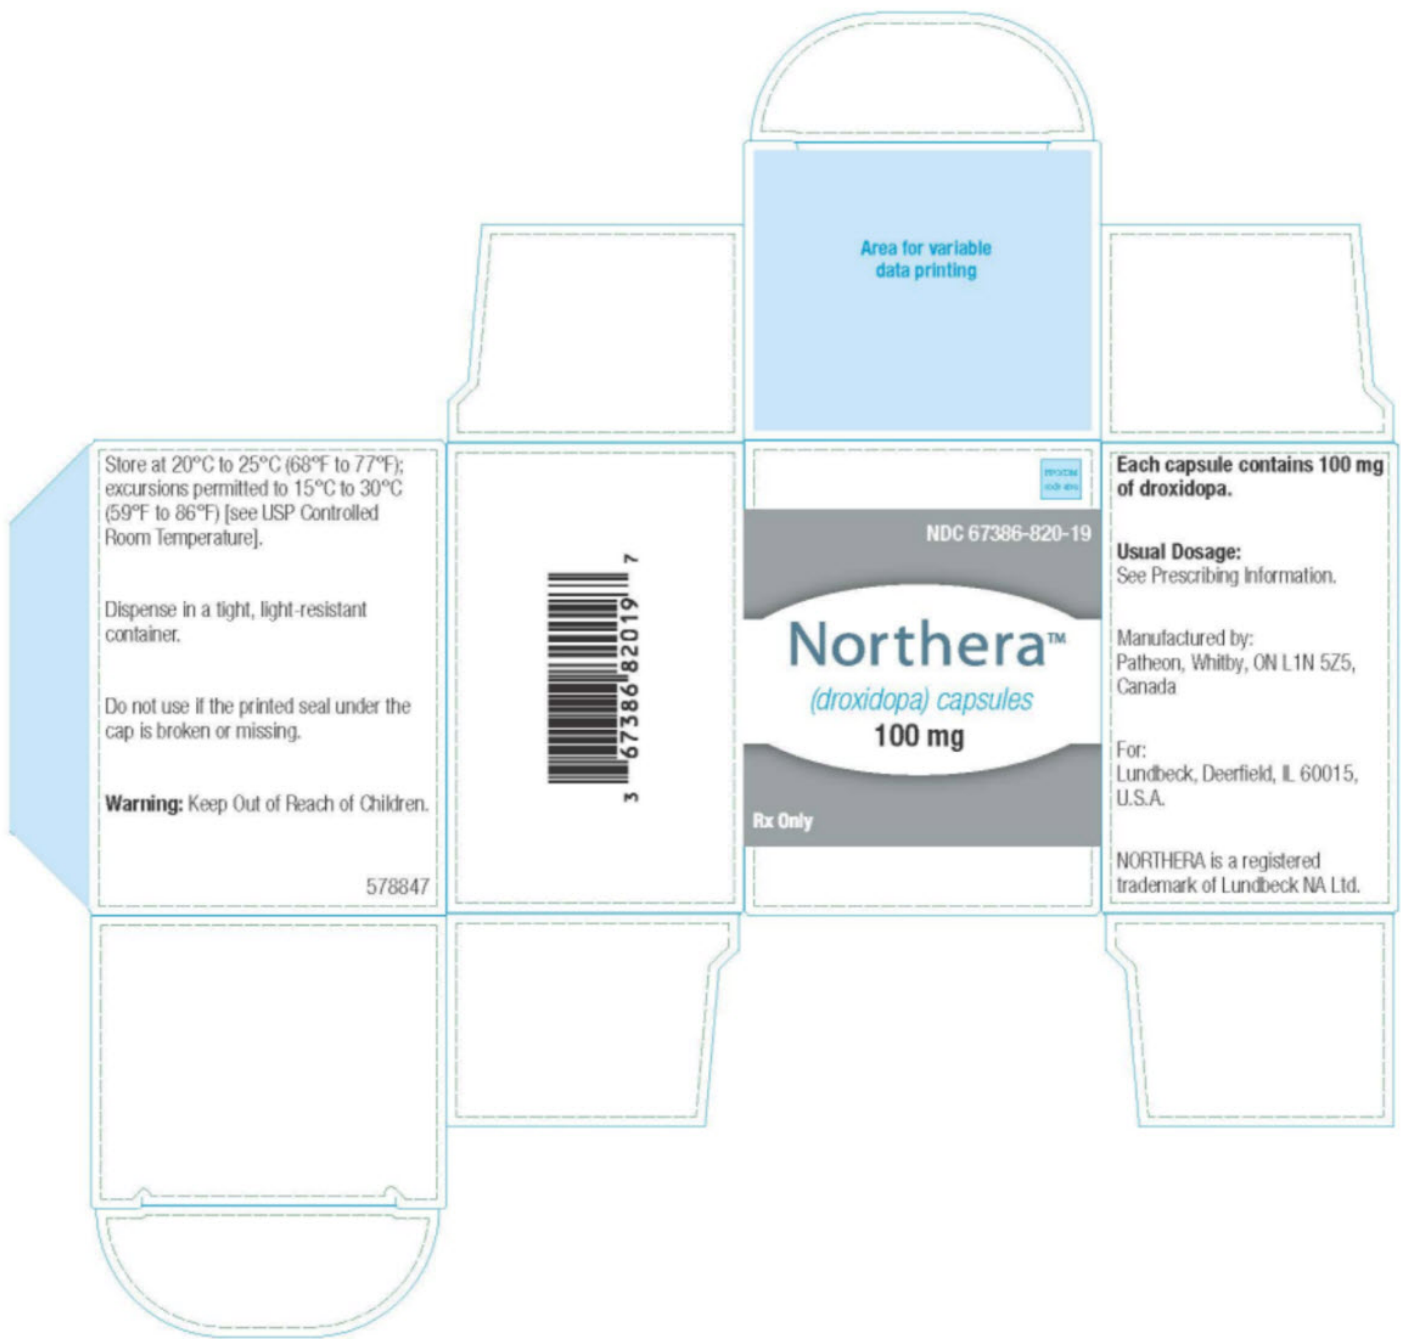 Area for variable
data printing
Store at 20°C to 25°C (68°F to 77°F);
excursions permitted to 15°C to 30°C
(59°F to 86°F) [see USP Controlled
Room Temperature].
Dispense in a tight, light-resistant
container.
Do not use if the printed seal under the
cap is broken or missing.
Warning: Keep Out of Reach of Children.
578847
3 67386 82019 7
NDC 67386-820-19
Northera™
(droxidopa) capsules
100 mg
Rx Only
Each capsule contains 100 mg
of droxidopa.
Usual Dosage:
See Prescribing Information.
Manufactured by:
Patheon, Whitby, ON L1N 5Z5,
Canada
For:
Lundbeck, Deerfield, IL 60015,
U.S.A.
NORTHERA is a registered
trademark of Lundbeck NA Ltd.